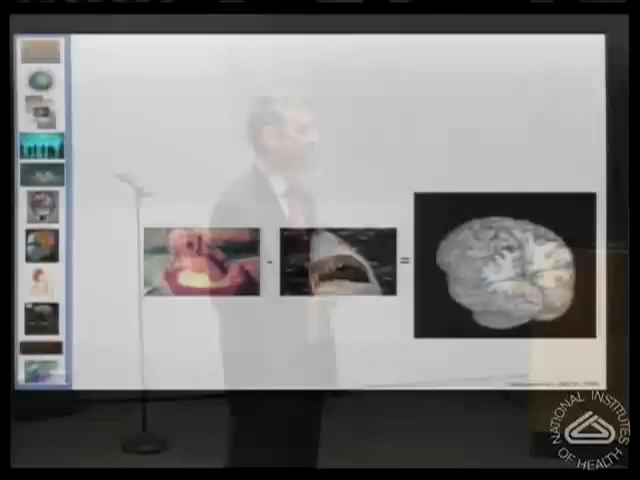 -
=
NATIONAL INSTITUTES
OF HEALTH